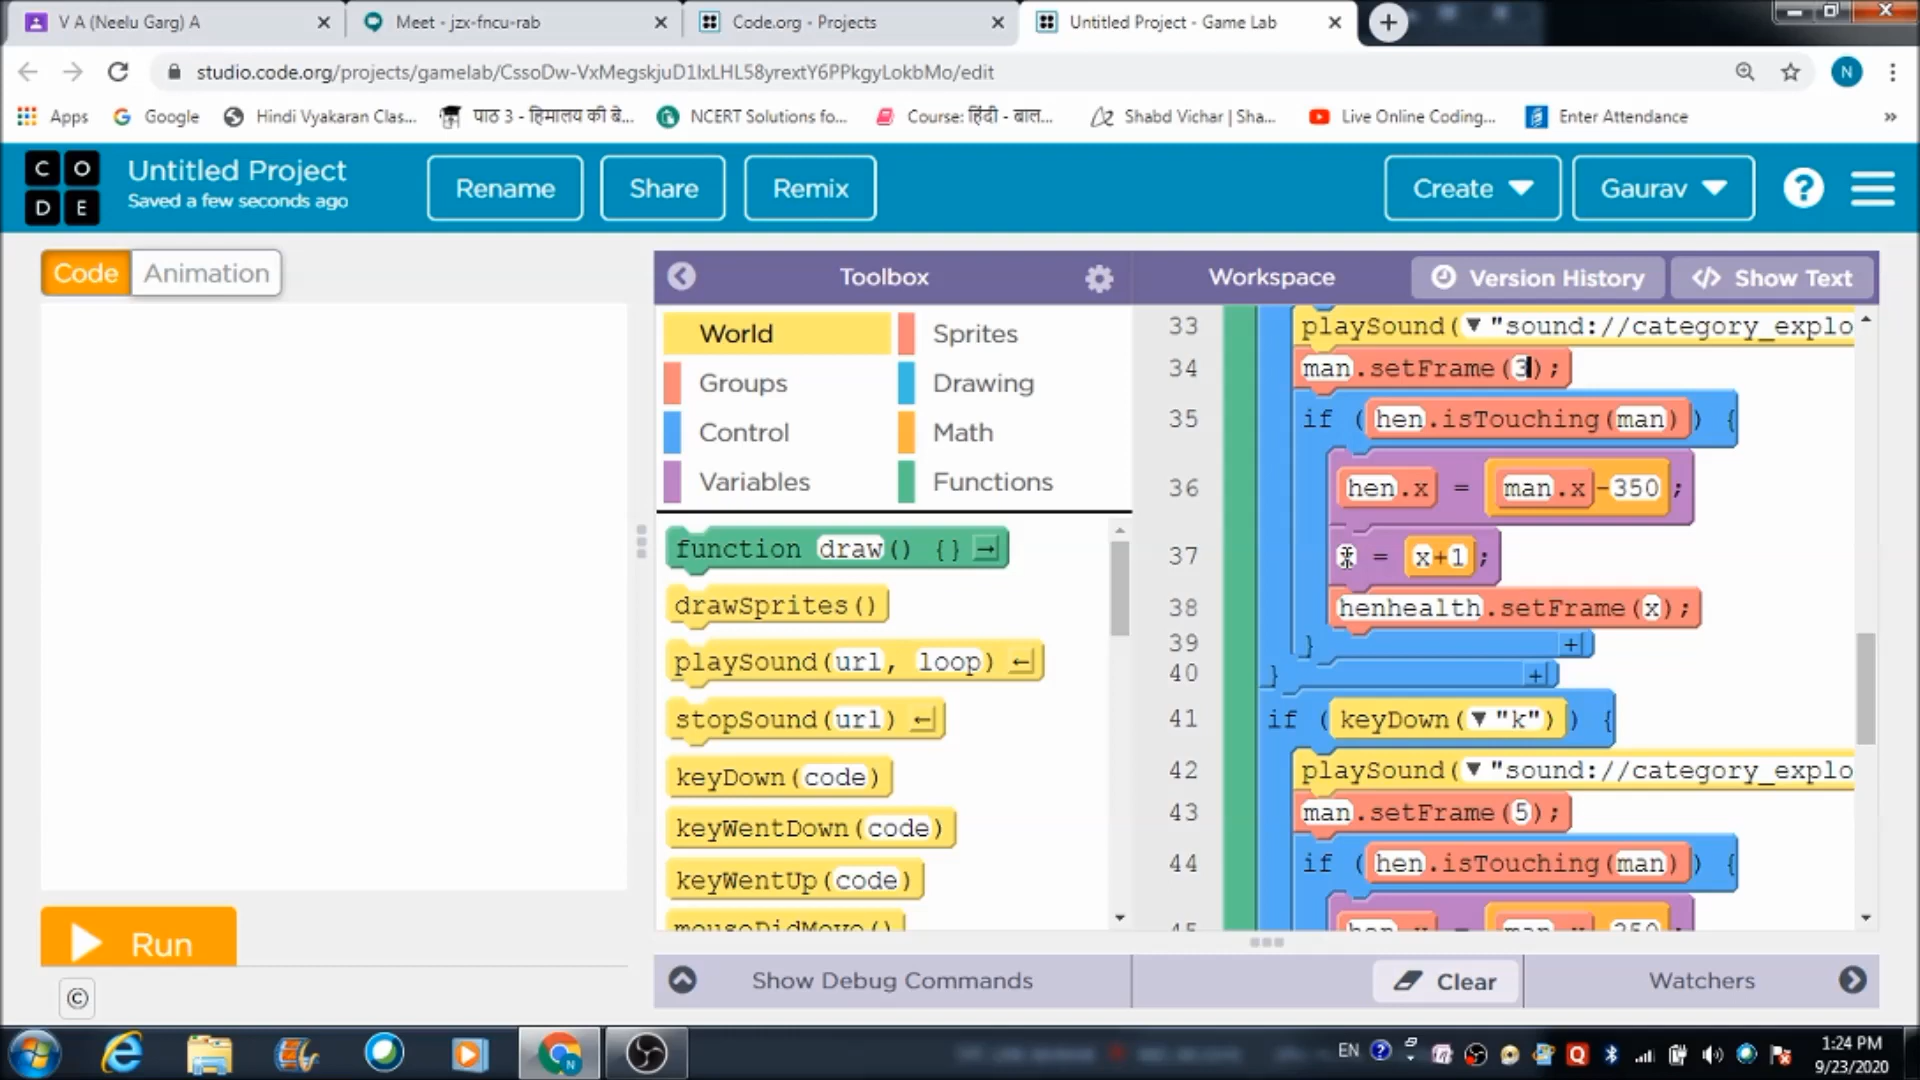 V A (Neelu Garg) A
Meet - jzx-fncu-rab
Code.org - Projects
Untitled Project - Game Lab
studio.code.org/projects/gamelab/CssoDw-VxMegskjuD1lxLHL58yrextY6PPkgyLokbMo/edit
N
Apps
Google
Hindi Vyakaran Clas...
पाठ 3 - हिमालय की बे...
NCERT Solutions fo...
Course: हिंदी - बाल...
Shabd Vichar | Sha...
Live Online Coding...
Enter Attendance
»
C O D E
Untitled Project
Saved a few seconds ago
Rename
Share
Remix
Create
Gaurav
?
Code
Animation
Toolbox
Workspace
Version History
</> Show Text
World
Sprites
Groups
Drawing
Control
Math
Variables
Functions
function draw() {}
drawSprites()
playSound(url, loop)
stopSound(url)
keyDown(code)
keyWentDown(code)
keyWentUp(code)
mouseDidMove()
33 playSound( "sound://category_explo
34 man.setFrame(3);
35 if (hen.isTouching(man)) {
36 hen.x = man.x-350;
37 x = x+1;
38 henhealth.setFrame(x);
39 }
40 }
41 if (keyDown("k")) {
42 playSound( "sound://category_explo
43 man.setFrame(5);
44 if (hen.isTouching(man)) {
Run
©
Show Debug Commands
Clear
Watchers
EN
1:24 PM
9/23/2020